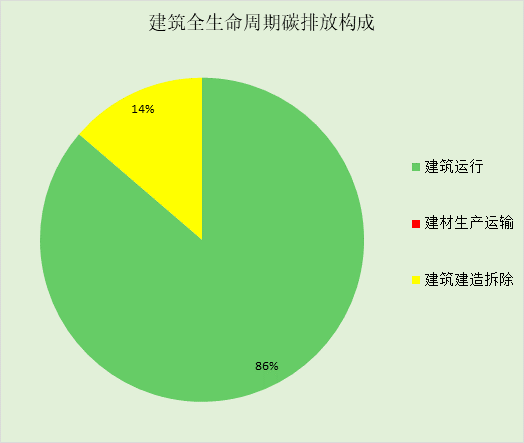 建筑全生命周期碳排放构成
14%
建筑运行
建材生产运输
建筑建造拆除
86%